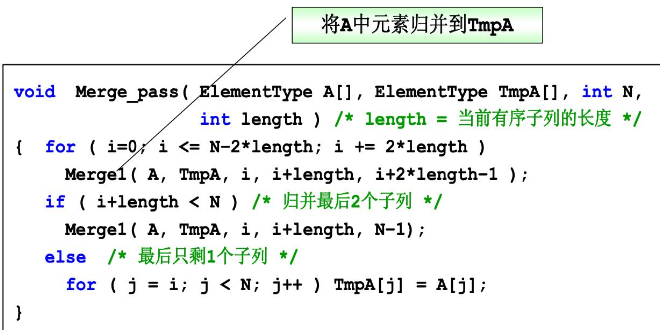 将A中元素归并到TmpA
void Merge_pass( ElementType A[], ElementType TmpA[], int N,
int length ) /* length = 当前有序子列的长度 */
{ for ( i=0; i <= N-2*length; i += 2*length )
Merge1( A, TmpA, i, i+length, i+2*length-1 );
if ( i+length < N ) /* 归并最后2个子列 */
Merge1( A, TmpA, i, i+length, N-1);
else /* 最后只剩1个子列 */
for ( j = i; j < N; j++ ) TmpA[j] = A[j];
}